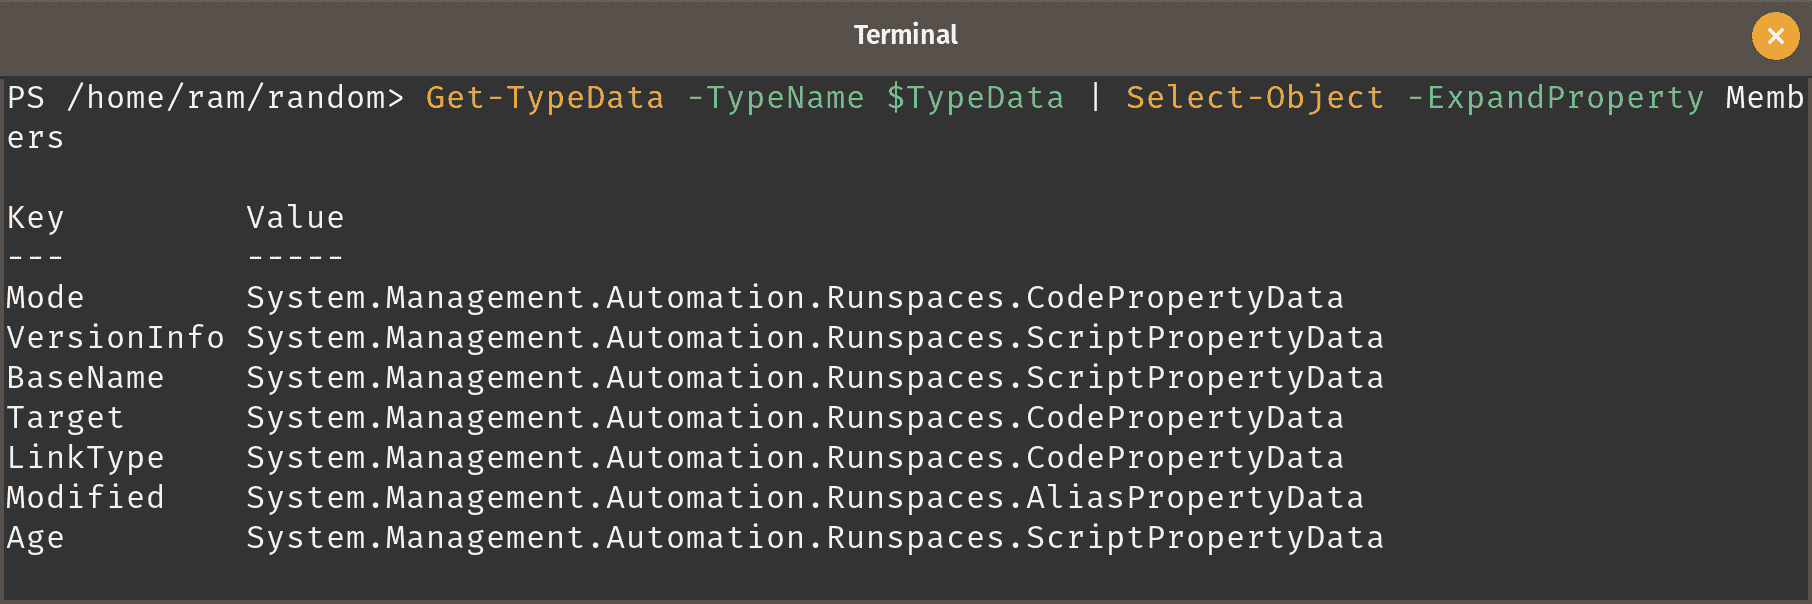 Terminal
PS /home/ram/random> Get-TypeData -TypeName $TypeData | Select-Object -ExpandProperty Memb
ers
Key Value
--- -----
Mode System.Management.Automation.Runspaces.CodePropertyData
VersionInfo System.Management.Automation.Runspaces.ScriptPropertyData
BaseName System.Management.Automation.Runspaces.ScriptPropertyData
Target System.Management.Automation.Runspaces.CodePropertyData
LinkType System.Management.Automation.Runspaces.CodePropertyData
Modified System.Management.Automation.Runspaces.AliasPropertyData
Age System.Management.Automation.Runspaces.ScriptPropertyData